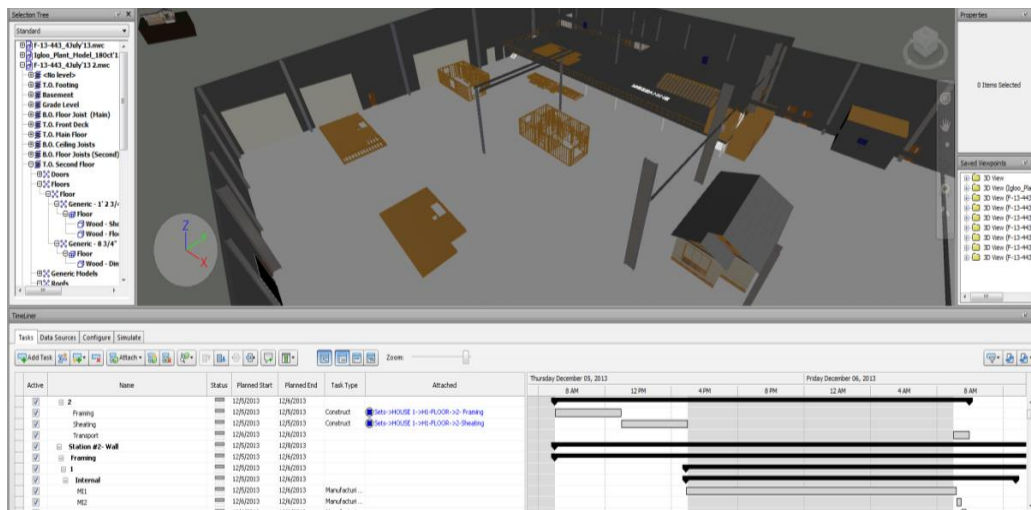 Selection Tree
Standard
F-13-443_4July'13.nwc
Igloo_Plant_Model_18Oct'1
F-13-443_4July'13 2.nwc
<No level>
T.O. Footing
Basement
Grade Level
B.O. Floor Joist (Main)
T.O. Front Deck
T.O. Main Floor
B.O. Ceiling Joists
B.O. Floor Joists (Second)
T.O. Second Floor
Doors
Floors
Floor
Generic - 1' 2 3/4
Floor
Wood - She
Wood - Floo
Generic - 8 3/4"
Floor
Wood - Din
Generic Models
Roofs
Z
X
Properties
0 Items Selected
Saved Viewpoints
3D View
3D View (Igloo_Pla
3D View (F-13-443
3D View (F-13-443
3D View (F-13-443
3D View (F-13-443
3D View (F-13-443
3D View (F-13-443
TimeLiner
Tasks Data Sources Configure Simulate
Add Task Attach Zoom:
Active Name Status Planned Start Planned End Task Type Attached Thursday December 05, 2013 Friday December 06, 2013
8 AM 12 PM 4 PM 8 PM 12 AM 4 AM 8 AM
2 12/5/2013 12/6/2013
Framing 12/5/2013 12/5/2013 Construct Sets->HOUSE 1->H1-FLOOR->2- Framing
Sheating 12/5/2013 12/5/2013 Construct Sets->HOUSE 1->H1-FLOOR->2-Sheating
Transport 12/6/2013 12/6/2013
Station #2- Wall 12/5/2013 12/8/2013
Framing 12/5/2013 12/6/2013
1 12/5/2013 12/6/2013
Internal 12/5/2013 12/6/2013
MI1 12/5/2013 12/6/2013 Manufacturi ...
MI2 12/6/2013 12/6/2013 Manufacturi ...